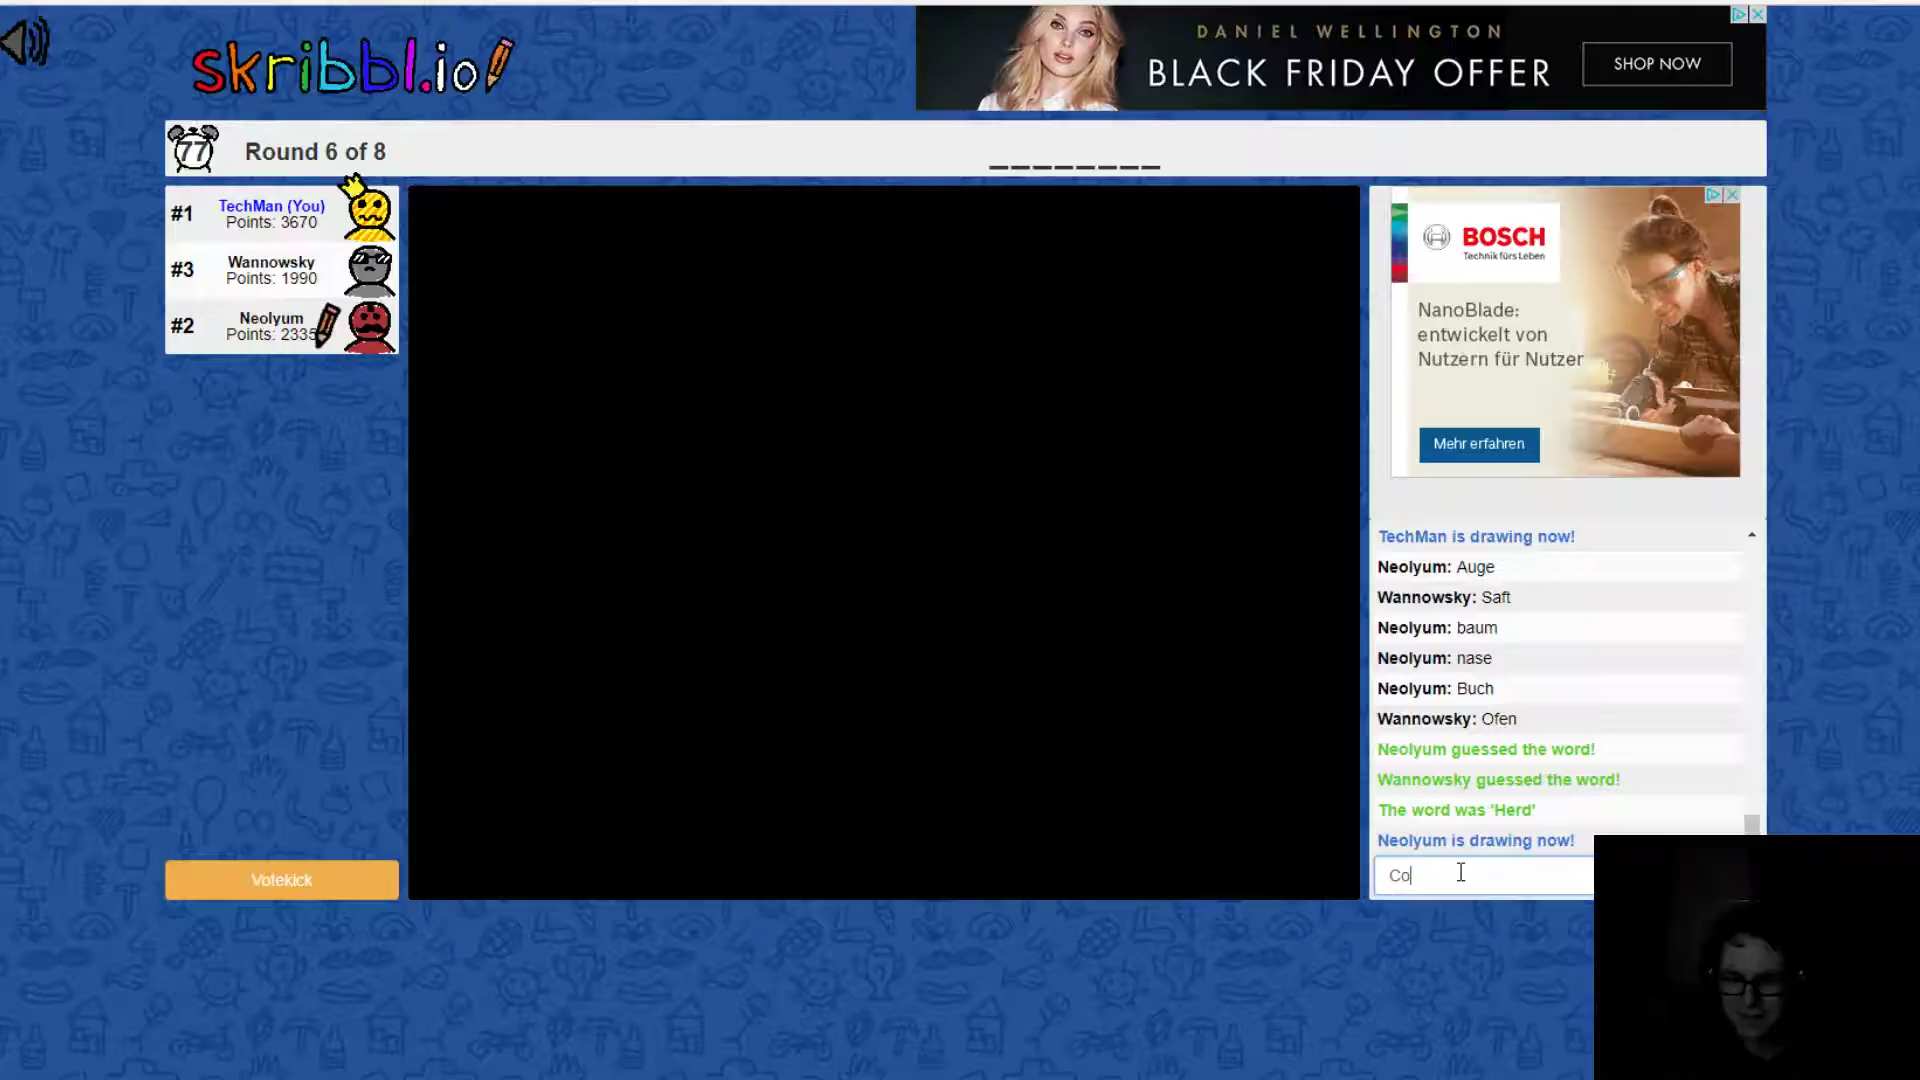 skribbl.io
DANIEL WELLINGTON
BLACK FRIDAY OFFER
SHOP NOW
77
Round 6 of 8
________
#1
TechMan (You)
Points: 3670
#3
Wannowsky
Points: 1990
#2
Neolyum
Points: 2335
Votekick
BOSCH
Technik fürs Leben
NanoBlade:
entwickelt von
Nutzern für Nutzer
Mehr erfahren
TechMan is drawing now!
Neolyum: Auge
Wannowsky: Saft
Neolyum: baum
Neolyum: nase
Neolyum: Buch
Wannowsky: Ofen
Neolyum guessed the word!
Wannowsky guessed the word!
The word was 'Herd'
Neolyum is drawing now!
Co